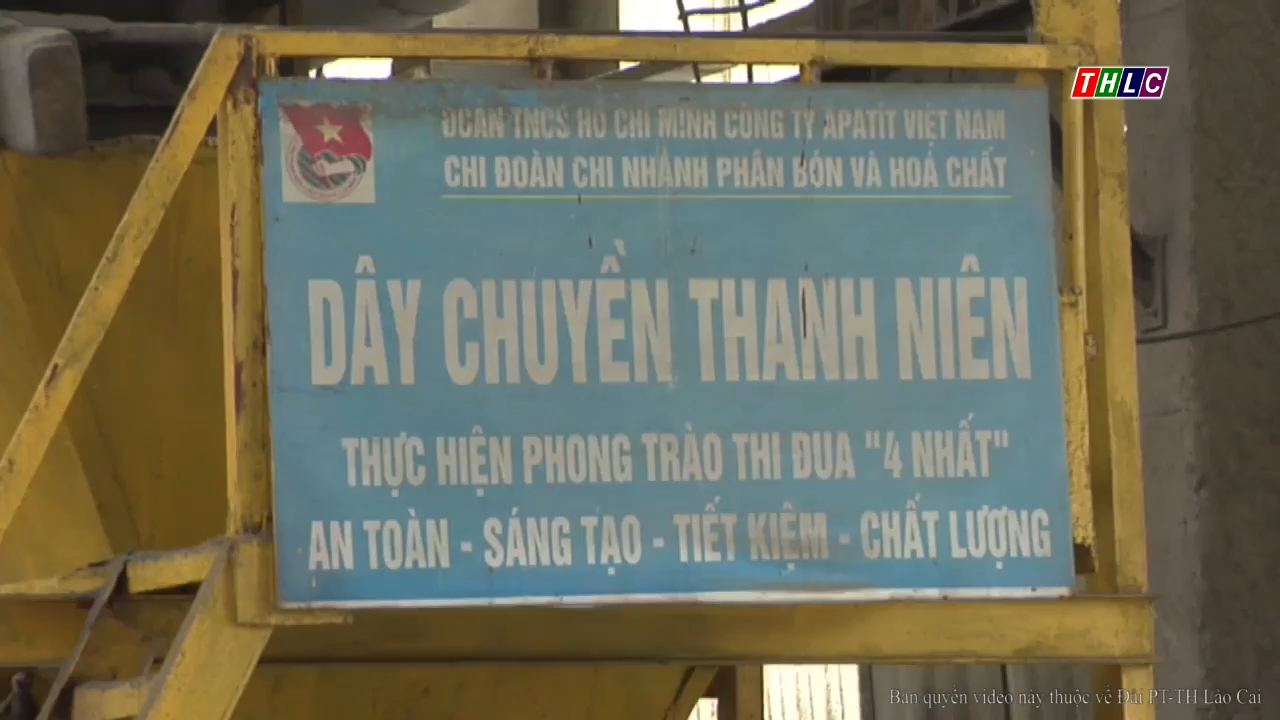 THLC
ĐOÀN TNCS HỒ CHÍ MINH CÔNG TY APATÍT VIỆT NAM
CHI ĐOÀN CHI NHÁNH PHÂN BÓN VÀ HOÁ CHẤT
DÂY CHUYỀN THANH NIÊN
THỰC HIỆN PHONG TRÀO THI ĐUA "4 NHẤT"
AN TOÀN - SÁNG TẠO - TIẾT KIỆM - CHẤT LƯỢNG
Bản quyền video này thuộc về Đài PT-TH Lào Cai